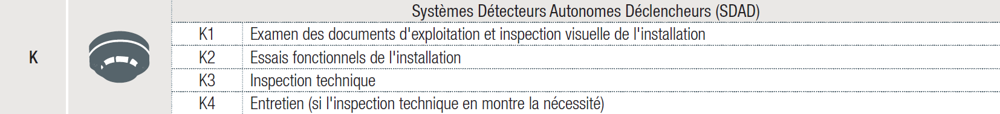 Systèmes Détecteurs Autonomes Déclencheurs (SDAD)
K
K1 Examen des documents d'exploitation et inspection visuelle de l'installation
K2 Essais fonctionnels de l'installation
K3 Inspection technique
K4 Entretien (si l'inspection technique en montre la nécessité)